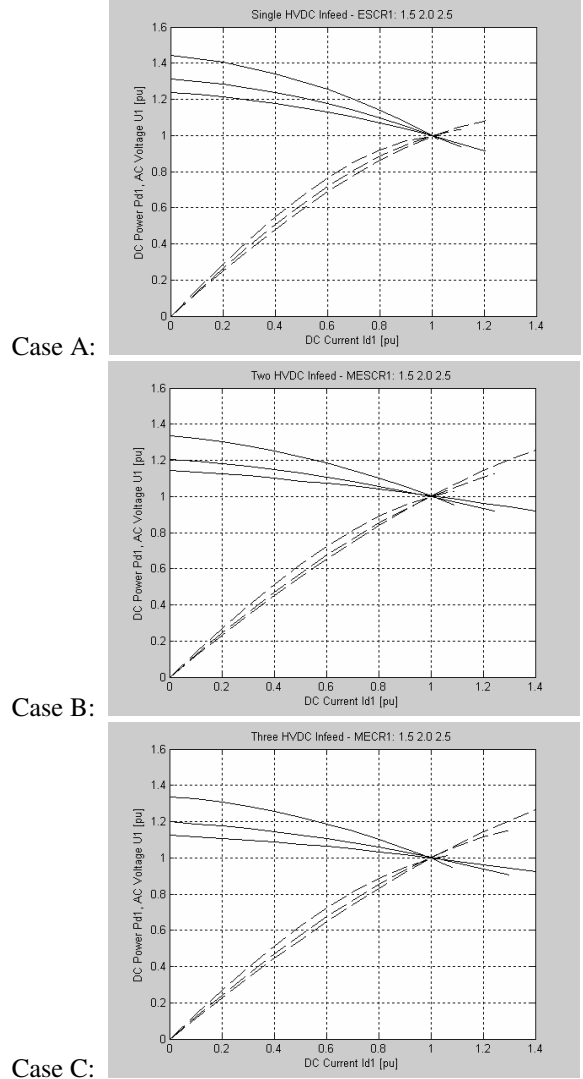 Single HVDC Infeed - ESCR1: 1.5 2.0 2.5
DC Power Pd1, AC Voltage U1 [pu]
1.6
1.4
1.2
1
0.8
0.6
0.4
0.2
0
0 0.2 0.4 0.6 0.8 1 1.2 1.4
DC Current Id1 [pu]
Case A:
Two HVDC Infeed - MESCR1: 1.5 2.0 2.5
DC Power Pd1, AC Voltage U1 [pu]
1.6
1.4
1.2
1
0.8
0.6
0.4
0.2
0
0 0.2 0.4 0.6 0.8 1 1.2 1.4
DC Current Id1 [pu]
Case B:
Three HVDC Infeed - MECR1: 1.5 2.0 2.5
DC Power Pd1, AC Voltage U1 [pu]
1.6
1.4
1.2
1
0.8
0.6
0.4
0.2
0
0 0.2 0.4 0.6 0.8 1 1.2 1.4
DC Current Id1 [pu]
Case C: